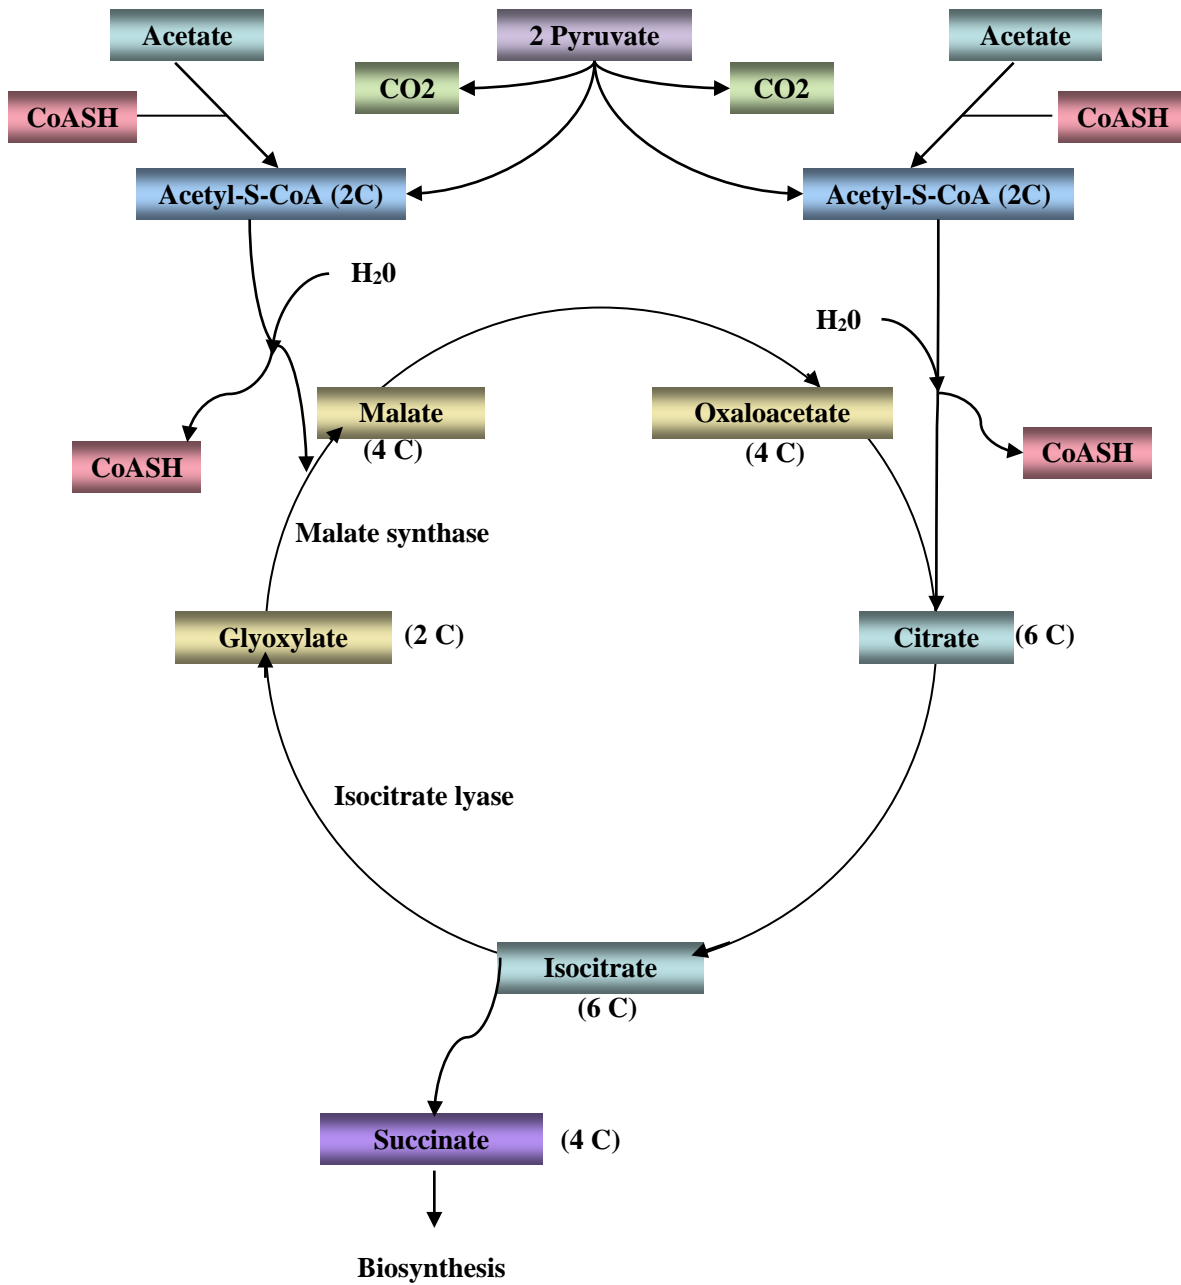 Acetate
2 Pyruvate
Acetate
CO2
CO2
CoASH
CoASH
Acetyl-S-CoA (2C)
Acetyl-S-CoA (2C)
H₂0
H₂0
Malate
(4 C)
Oxaloacetate
(4 C)
CoASH
CoASH
Malate synthase
Glyoxylate
(2 C)
Citrate
(6 C)
Isocitrate lyase
Isocitrate
(6 C)
Succinate
(4 C)
Biosynthesis